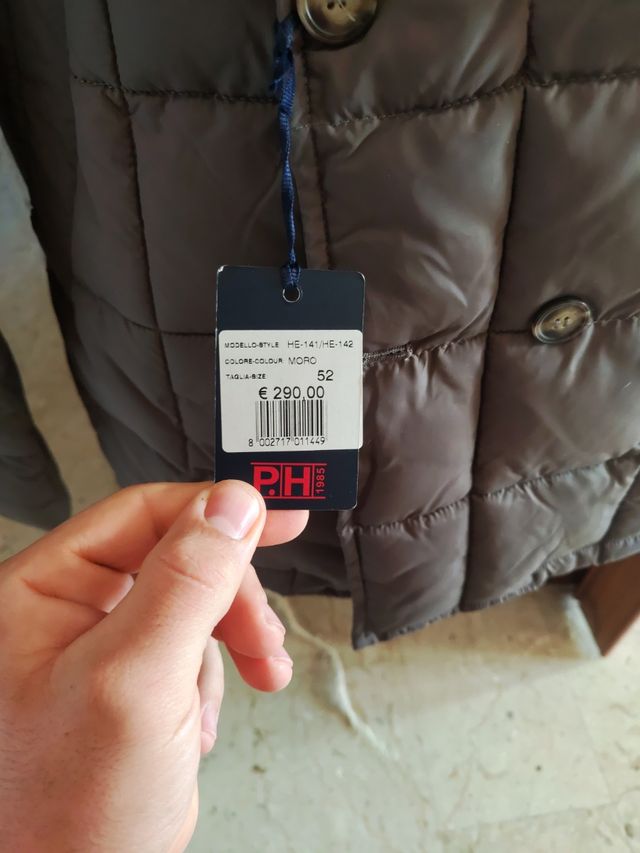 MODELLO-STYLE HE-141/HE-142
COLORE-COLOUR MORO
TAGLIA-SIZE 52
€ 290,00
8 002717 011449
P.H 1985